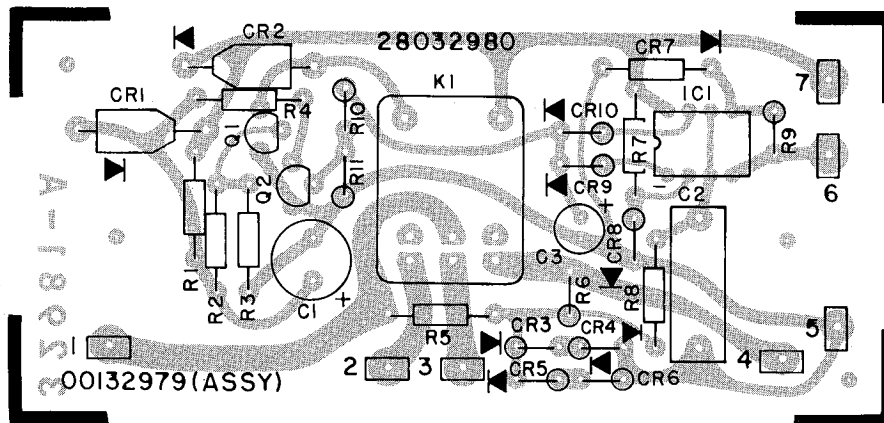 CR2
28032980
CR7
K1
CR1
R4
R10
CR10
IC1
7
Q1
R7
R9
R11
CR9
1
6
Q2
+
C2
A-18923
C3
CR8
R1
R2
R3
C1
+
R6
R8
R5
CR3
CR4
5
1
2
3
4
CR5
CR6
00132979(ASSY)